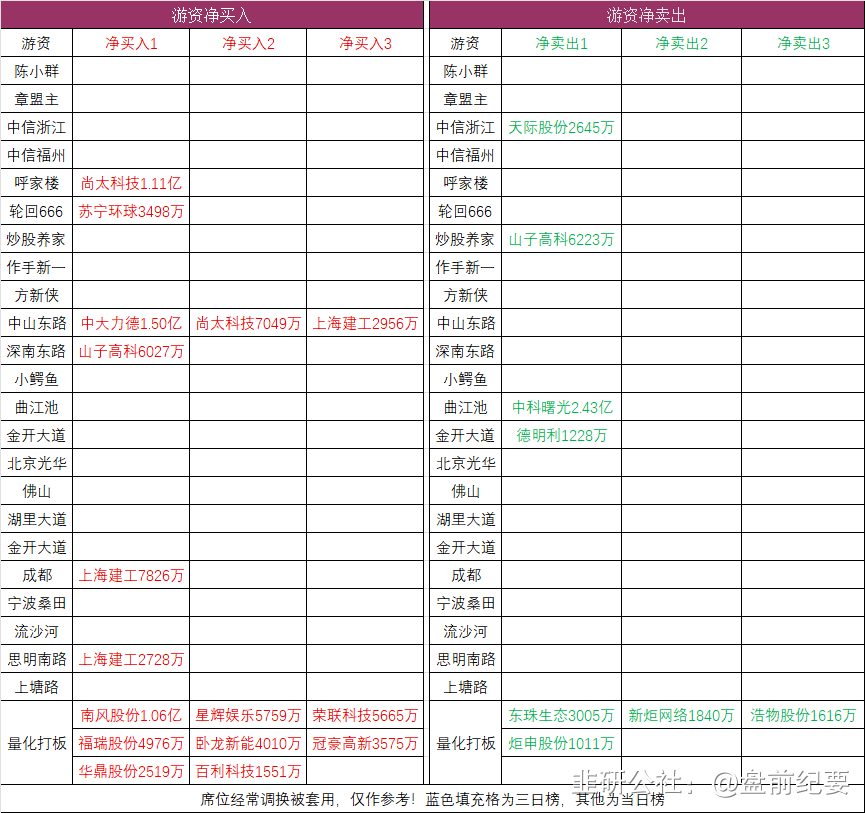 游资净买入 游资净卖出
游资 净买入1 净买入2 净买入3 游资 净卖出1 净卖出2 净卖出3
陈小群 陈小群
章盟主 章盟主
中信浙江 中信浙江 天际股份2645万
中信福州 中信福州
呼家楼 尚太科技1.11亿 呼家楼
轮回666 苏宁环球3498万 轮回666
炒股养家 炒股养家 山子高科6223万
作手新一 作手新一
方新侠 方新侠
中山东路 中大力德1.50亿 尚太科技7049万 上海建工2956万 中山东路
深南东路 山子高科6027万 深南东路
小鳄鱼 小鳄鱼
曲江池 曲江池 中科曙光2.43亿
金开大道 金开大道 德明利1228万
北京光华 北京光华
佛山 佛山
湖里大道 湖里大道
金开大道 金开大道
成都 上海建工7826万 成都
宁波桑田 宁波桑田
流沙河 流沙河
思明南路 上海建工2728万 思明南路
上塘路 上塘路
南风股份1.06亿 星辉娱乐5759万 荣联科技5665万 东珠生态3005万 新炬网络1840万 浩物股份1616万
量化打板 福瑞股份4976万 卧龙新能4010万 冠豪高新3575万 量化打板 炬申股份1011万
华鼎股份2519万 百利科技1551万
席位经常调换被套用，仅作参考！蓝色填充格为三日榜，其他为当日榜
韭研公社：@盘前纪要